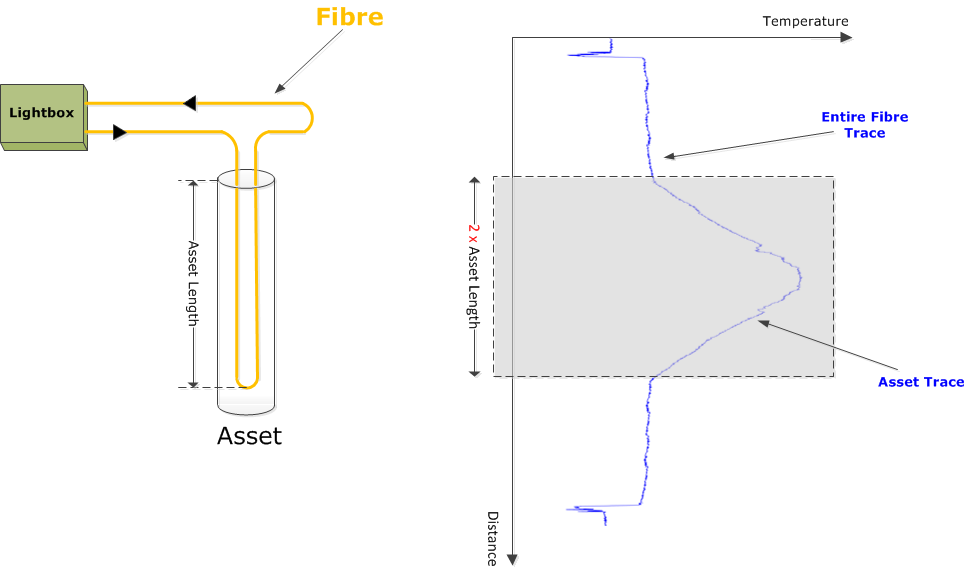 Fibre
Lightbox
Asset Length
Asset
Temperature
Entire Fibre
Trace
2 x Asset Length
Asset Trace
Distance